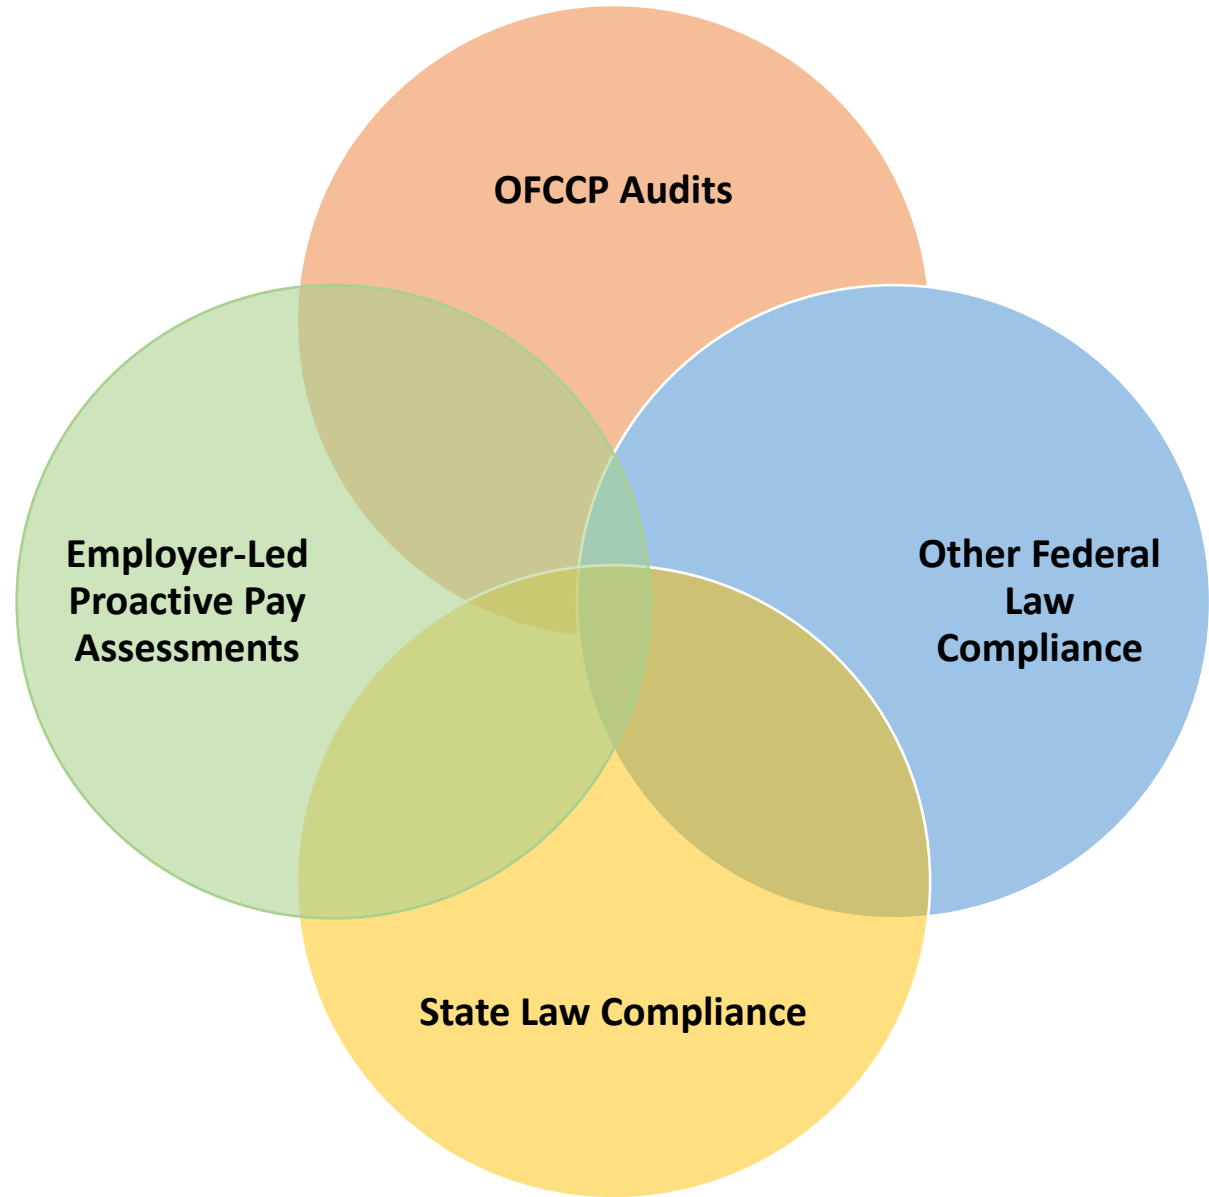 OFCCP Audits
Employer-Led
Proactive Pay
Assessments
Other Federal
Law
Compliance
State Law Compliance